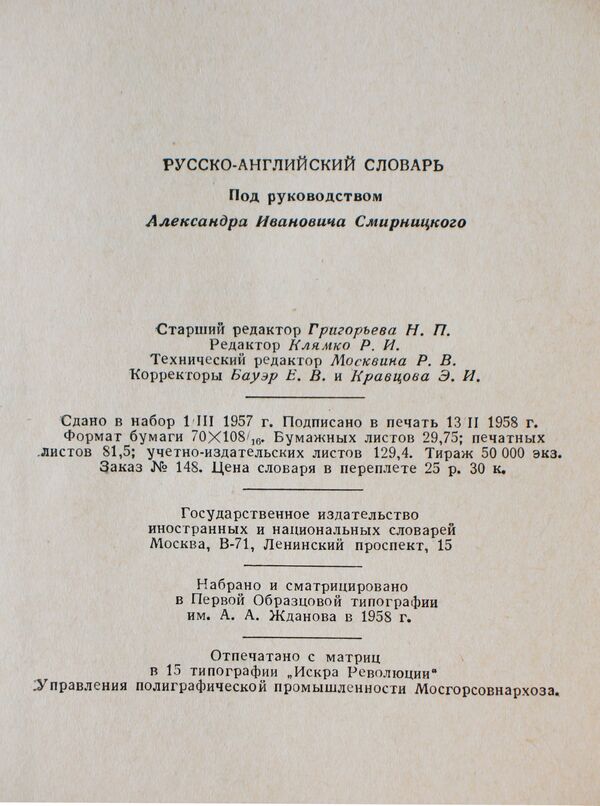 РУССКО-АНГЛИЙСКИЙ СЛОВАРЬ
Под руководством
Александра Ивановича Смирницкого
Старший редактор Григорьева Н. П.
Редактор Клямко Р. И.
Технический редактор Москвина Р. В.
Корректоры Бауэр Е. В. и Кравцова Э. И.
Сдано в набор 1/III 1957 г. Подписано в печать 13 II 1958 г.
Формат бумаги 70×108/16. Бумажных листов 29,75; печатных
листов 81,5; учетно-издательских листов 129,4. Тираж 50 000 экз.
Заказ № 148. Цена словаря в переплете 25 р. 30 к.
Государственное издательство
иностранных и национальных словарей
Москва, В-71, Ленинский проспект, 15
Набрано и сматрицировано
в Первой Образцовой типографии
им. А. А. Жданова в 1958 г.
Отпечатано с матриц
в 15 типографии „Искра Революции“
Управления полиграфической промышленности Мосгорсовнархоза.